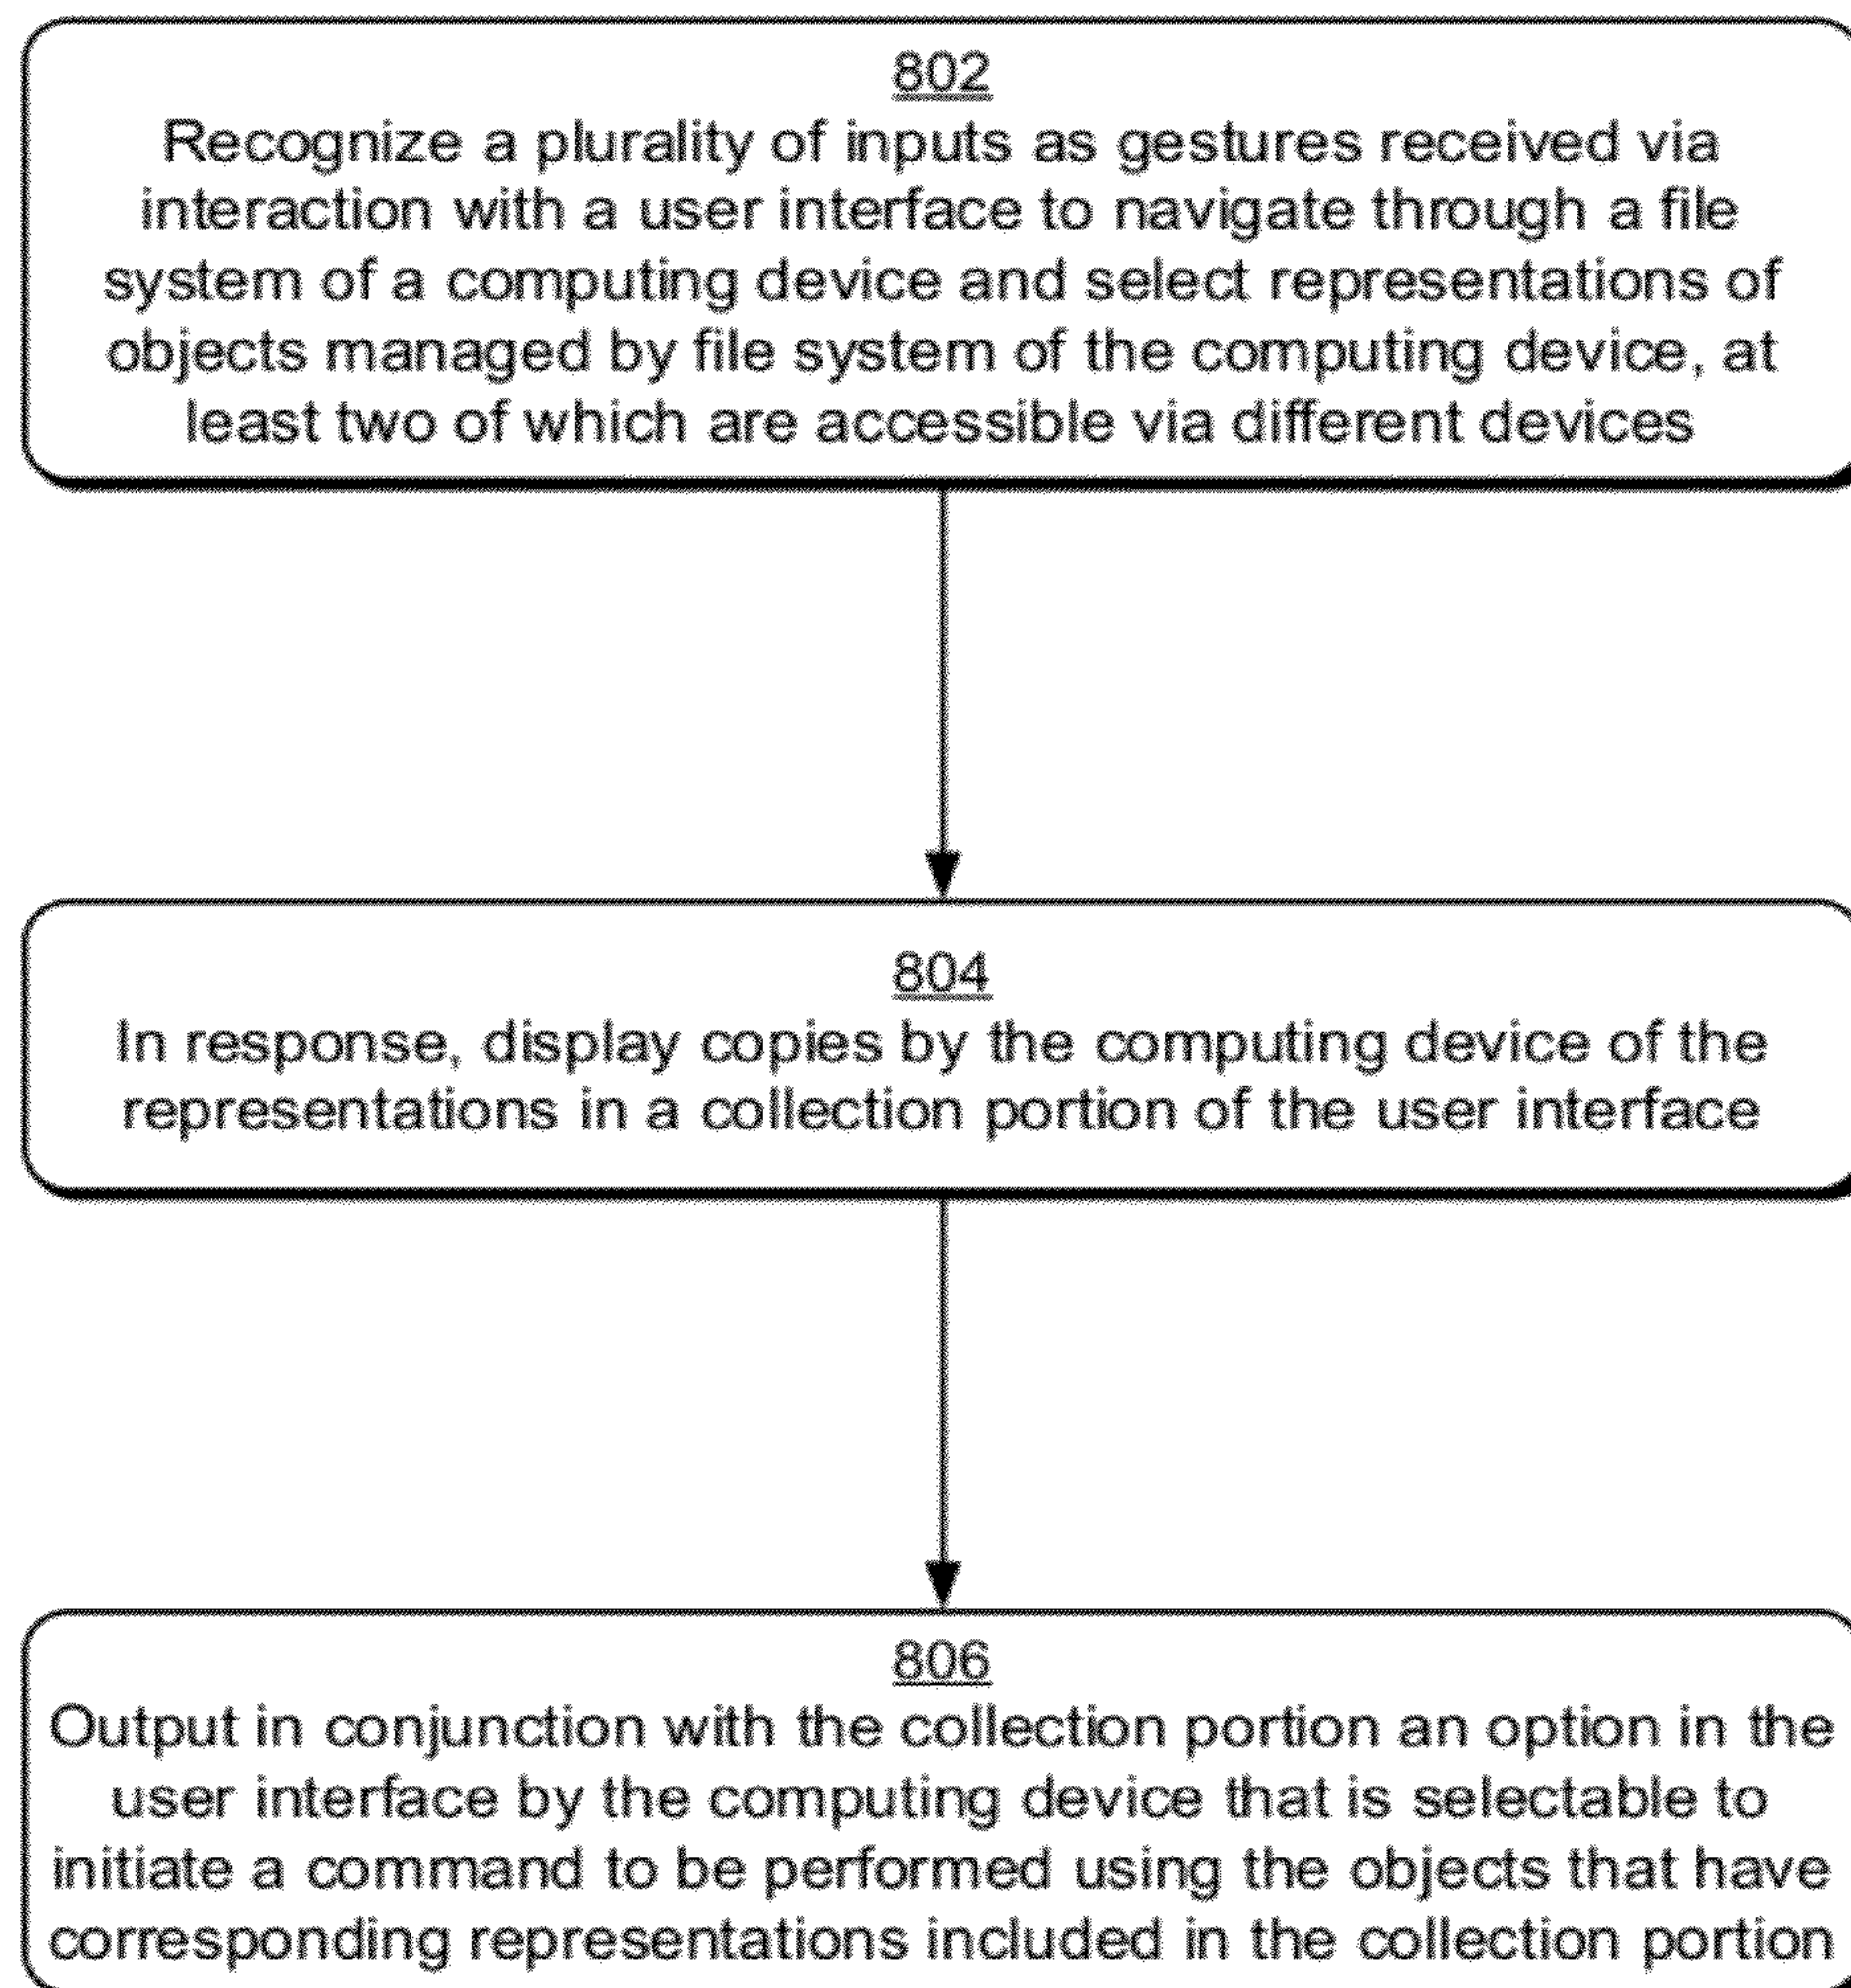 802
Recognize a plurality of inputs as gestures received via
interaction with a user interface to navigate through a file
system of a computing device and select representations of
objects managed by file system of the computing device, at
least two of which are accessible via different devices
804
In response, display copies by the computing device of the
representations in a collection portion of the user interface
806
Output in conjunction with the collection portion an option in the
user interface by the computing device that is selectable to
initiate a command to be performed using the objects that have
corresponding representations included in the collection portion